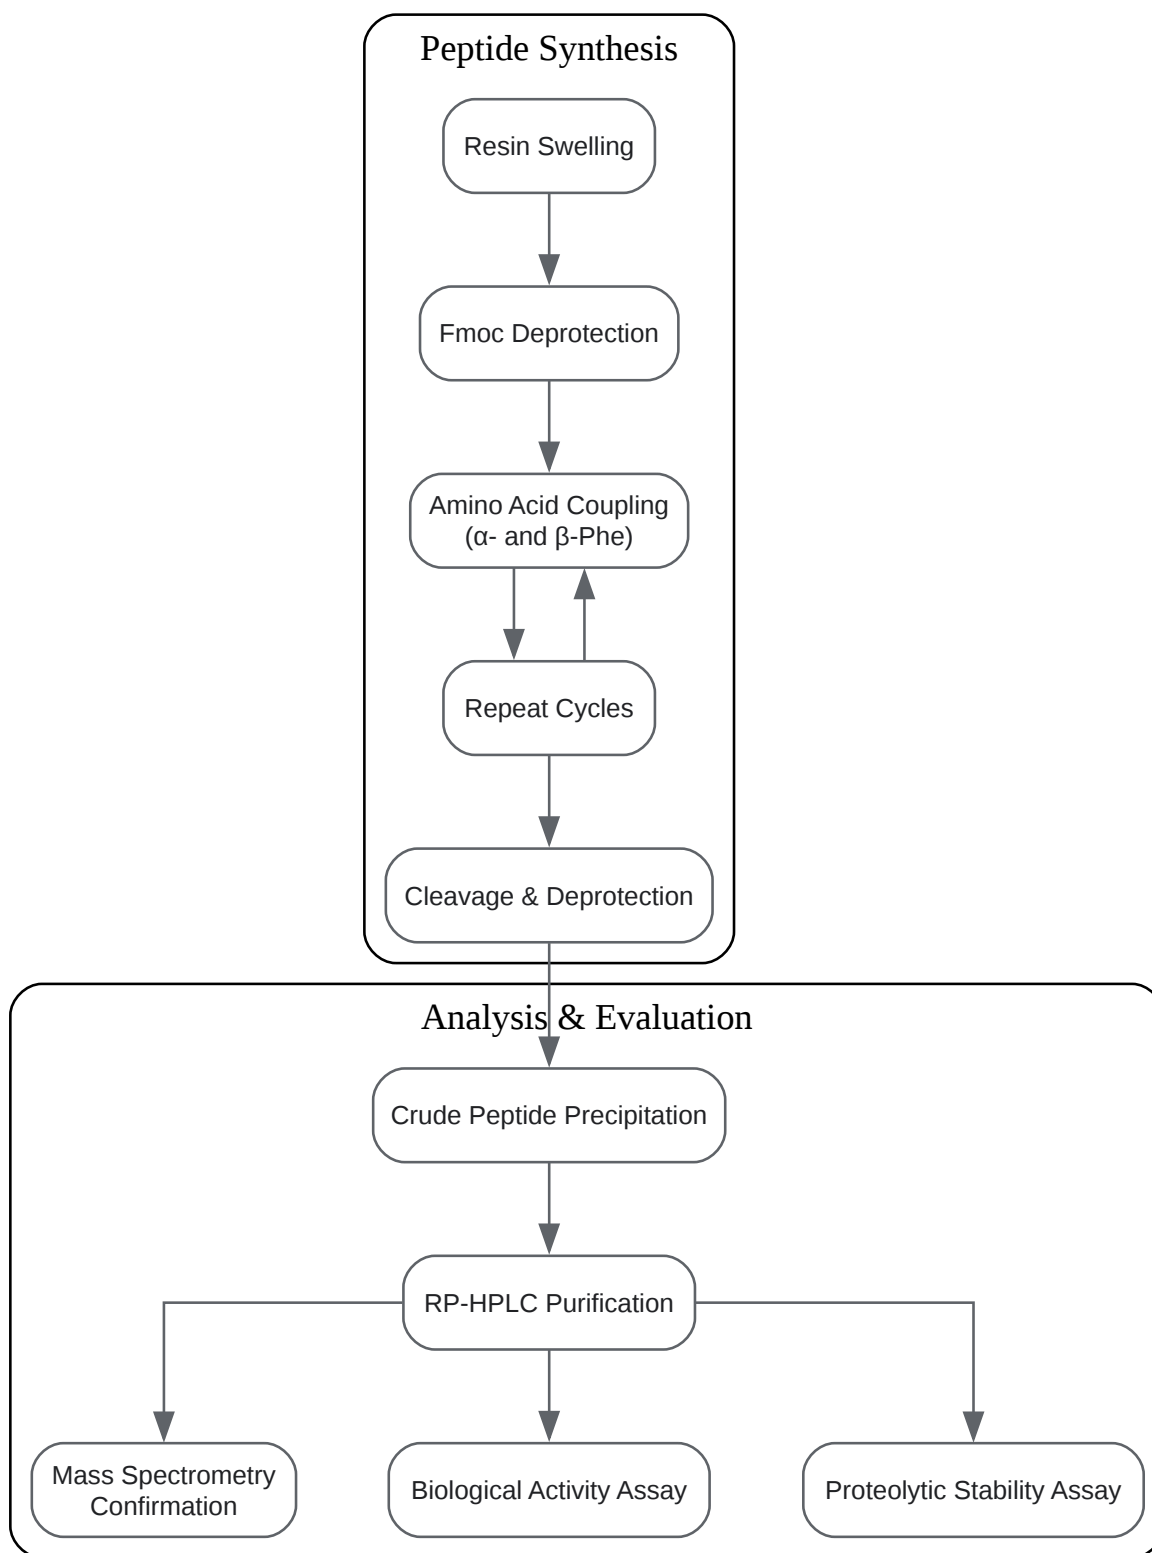 Peptide Synthesis
Resin Swelling
Fmoc Deprotection
Amino Acid Coupling
(α- and β-Phe)
Repeat Cycles
Cleavage & Deprotection
Analysis & Evaluation
Crude Peptide Precipitation
RP-HPLC Purification
Mass Spectrometry
Confirmation
Biological Activity Assay
Proteolytic Stability Assay